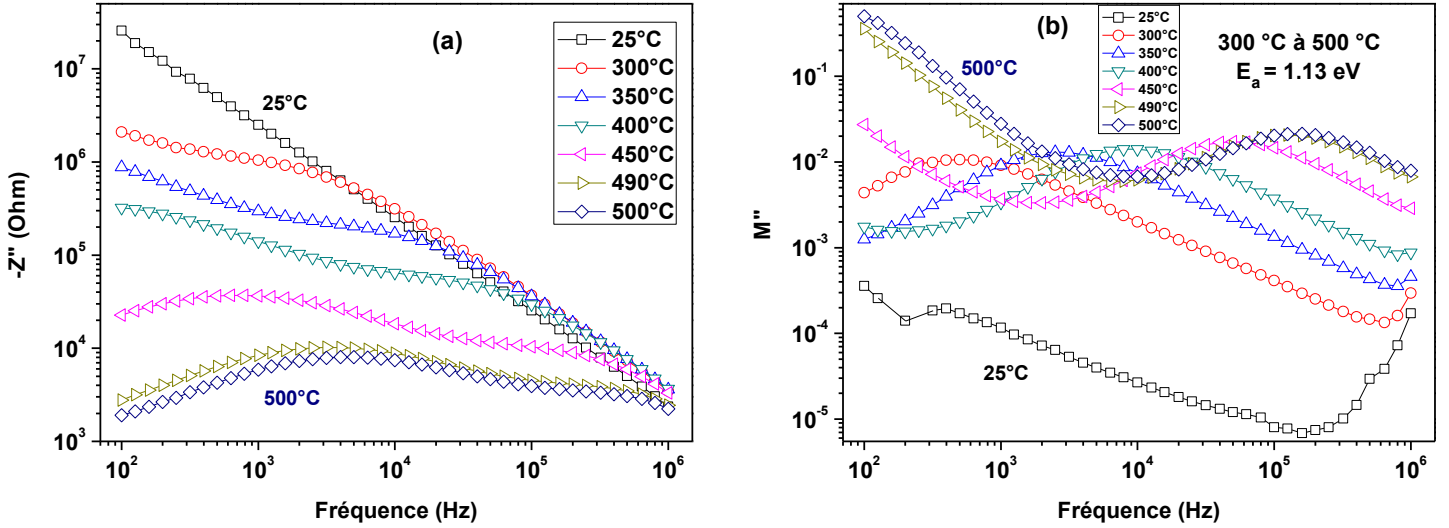 (a)
-Z" (Ohm)
10⁷
10⁶
10⁵
10⁴
10³
25°C
500°C
25°C
300°C
350°C
400°C
450°C
490°C
500°C
10² 10³ 10⁴ 10⁵ 10⁶
Fréquence (Hz)
(b)
M"
10⁻¹
10⁻²
10⁻³
10⁻⁴
10⁻⁵
500°C
25°C
25°C
300°C
350°C
400°C
450°C
490°C
500°C
300 °C à 500 °C
Eₐ = 1.13 eV
10² 10³ 10⁴ 10⁵ 10⁶
Fréquence (Hz)